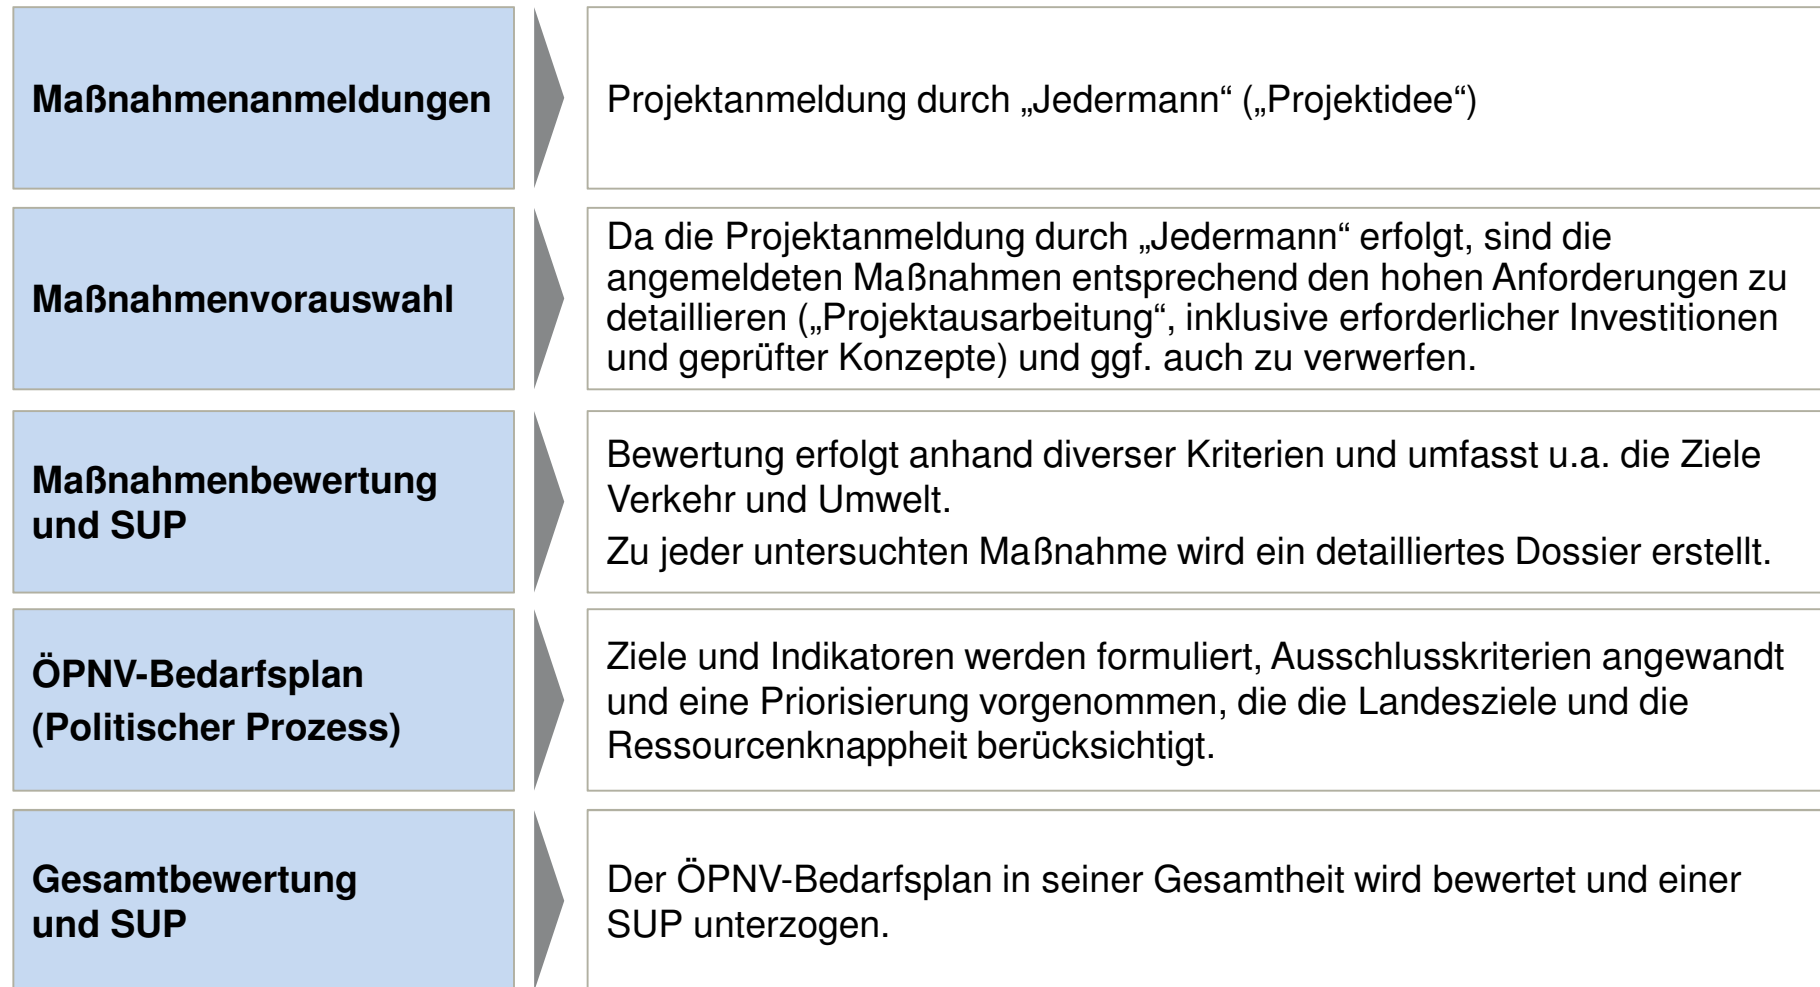 Maßnahmenanmeldungen
Projektanmeldung durch „Jedermann“ („Projektidee“)
Maßnahmenvorauswahl
Da die Projektanmeldung durch „Jedermann“ erfolgt, sind die
angemeldeten Maßnahmen entsprechend den hohen Anforderungen zu
detaillieren („Projektausarbeitung“, inklusive erforderlicher Investitionen
und geprüfter Konzepte) und ggf. auch zu verwerfen.
Maßnahmenbewertung
und SUP
Bewertung erfolgt anhand diverser Kriterien und umfasst u.a. die Ziele
Verkehr und Umwelt.
Zu jeder untersuchten Maßnahme wird ein detailliertes Dossier erstellt.
ÖPNV-Bedarfsplan
(Politischer Prozess)
Ziele und Indikatoren werden formuliert, Ausschlusskriterien angewandt
und eine Priorisierung vorgenommen, die die Landesziele und die
Ressourcenknappheit berücksichtigt.
Gesamtbewertung
und SUP
Der ÖPNV-Bedarfsplan in seiner Gesamtheit wird bewertet und einer
SUP unterzogen.